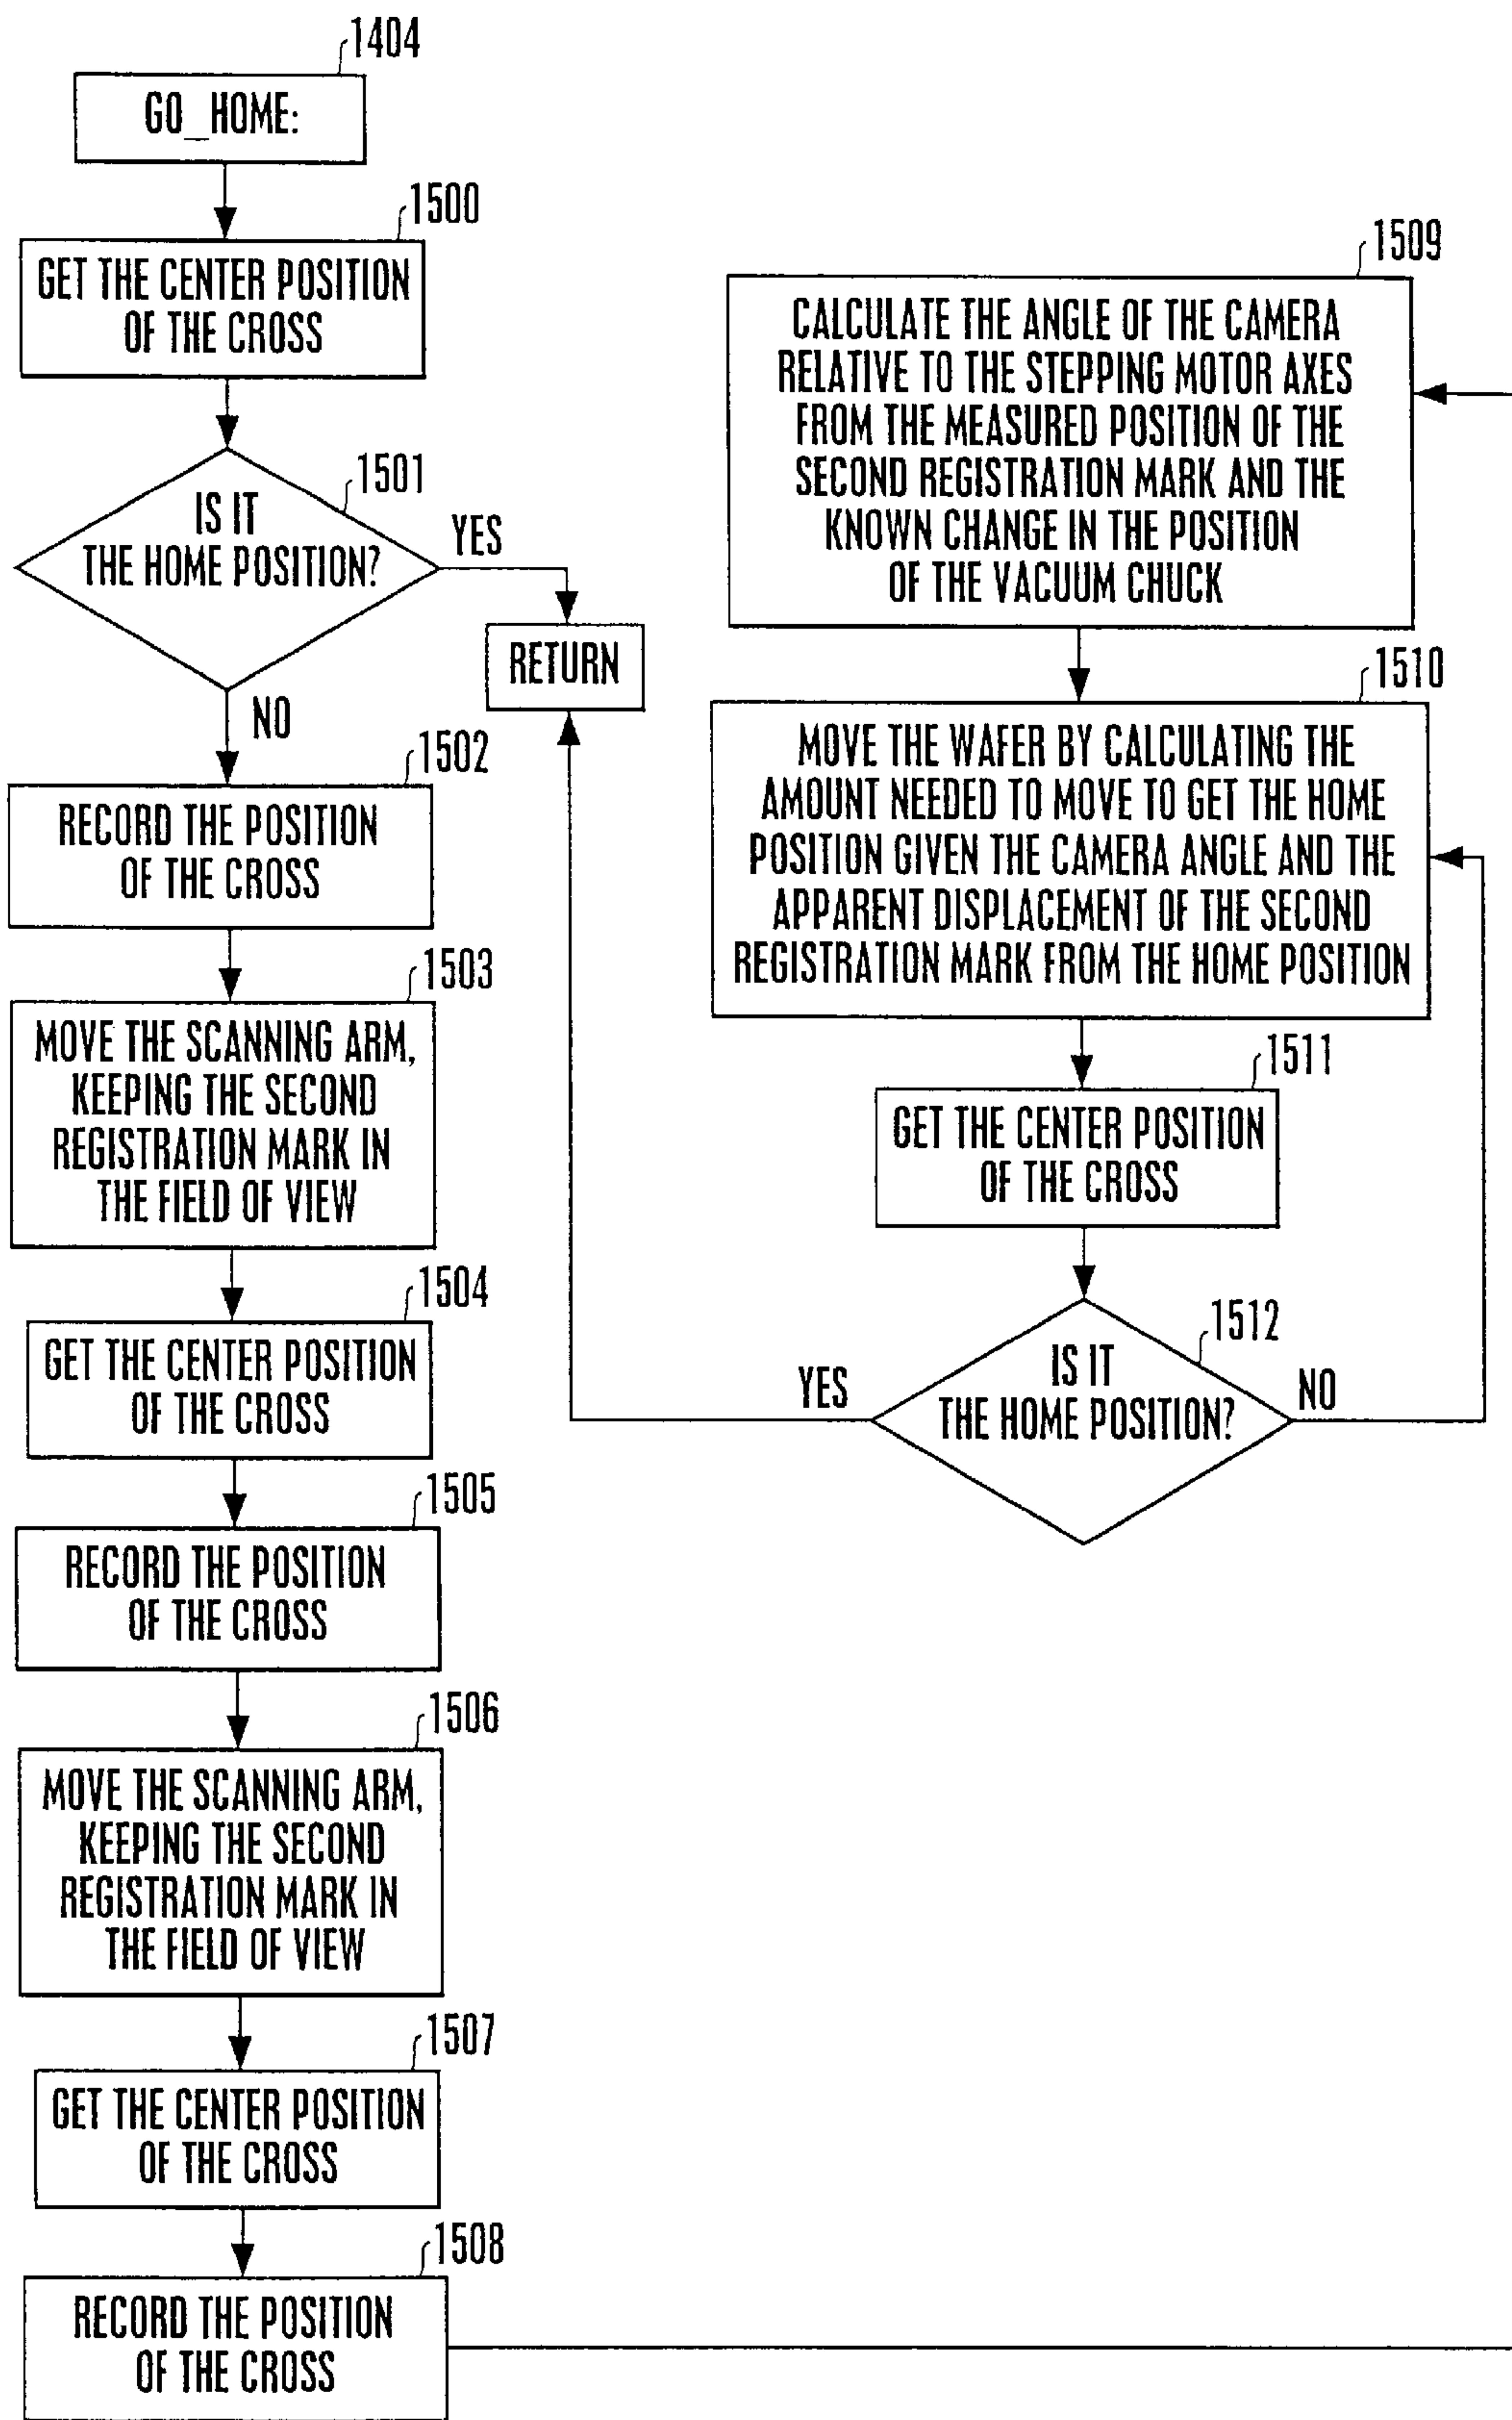 1404
GO_HOME:
1500
GET THE CENTER POSITION
OF THE CROSS
1501
IS IT
THE HOME POSITION?
YES
RETURN
NO
1502
RECORD THE POSITION
OF THE CROSS
1503
MOVE THE SCANNING ARM,
KEEPING THE SECOND
REGISTRATION MARK IN
THE FIELD OF VIEW
1504
GET THE CENTER POSITION
OF THE CROSS
1505
RECORD THE POSITION
OF THE CROSS
1506
MOVE THE SCANNING ARM,
KEEPING THE SECOND
REGISTRATION MARK IN
THE FIELD OF VIEW
1507
GET THE CENTER POSITION
OF THE CROSS
1508
RECORD THE POSITION
OF THE CROSS
1509
CALCULATE THE ANGLE OF THE CAMERA
RELATIVE TO THE STEPPING MOTOR AXES
FROM THE MEASURED POSITION OF THE
SECOND REGISTRATION MARK AND THE
KNOWN CHANGE IN THE POSITION
OF THE VACUUM CHUCK
1510
MOVE THE WAFER BY CALCULATING THE
AMOUNT NEEDED TO MOVE TO GET THE HOME
POSITION GIVEN THE CAMERA ANGLE AND THE
APPARENT DISPLACEMENT OF THE SECOND
REGISTRATION MARK FROM THE HOME POSITION
1511
GET THE CENTER POSITION
OF THE CROSS
1512
IS IT
THE HOME POSITION?
YES
NO